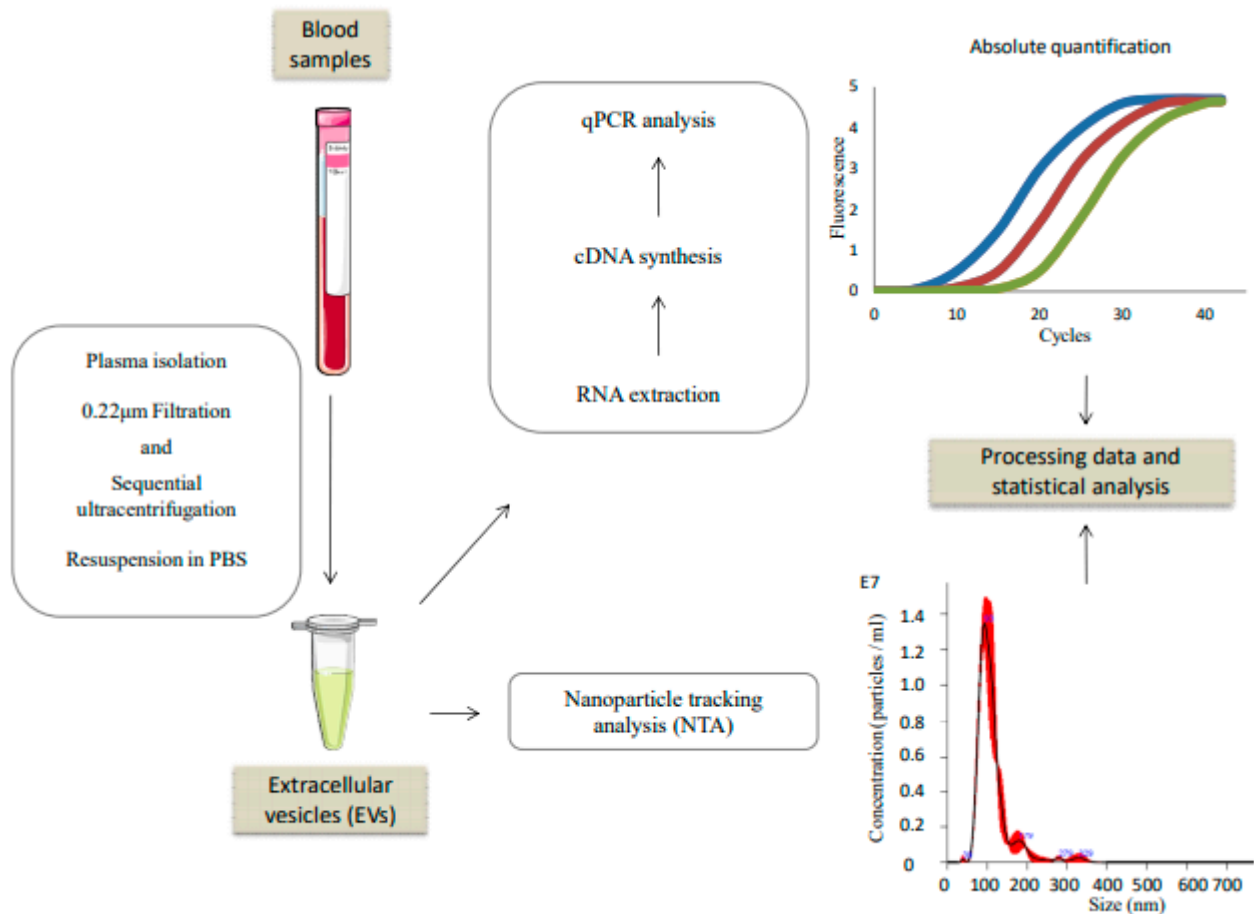 Blood
samples
Plasma isolation
0.22μm Filtration
and
Sequential
ultracentrifugation
Resuspension in PBS
Extracellular
vesicles (EVs)
qPCR analysis
cDNA synthesis
RNA extraction
Nanoparticle tracking
analysis (NTA)
Absolute quantification
Fluorescence
5
4
3
2
1
0
0 10 20 30 40
Cycles
Processing data and
statistical analysis
E7
Concentration (particles / ml)
1.4
1.2
1.0
0.8
0.6
0.4
0.2
0
0 100 200 300 400 500 600 700
Size (nm)